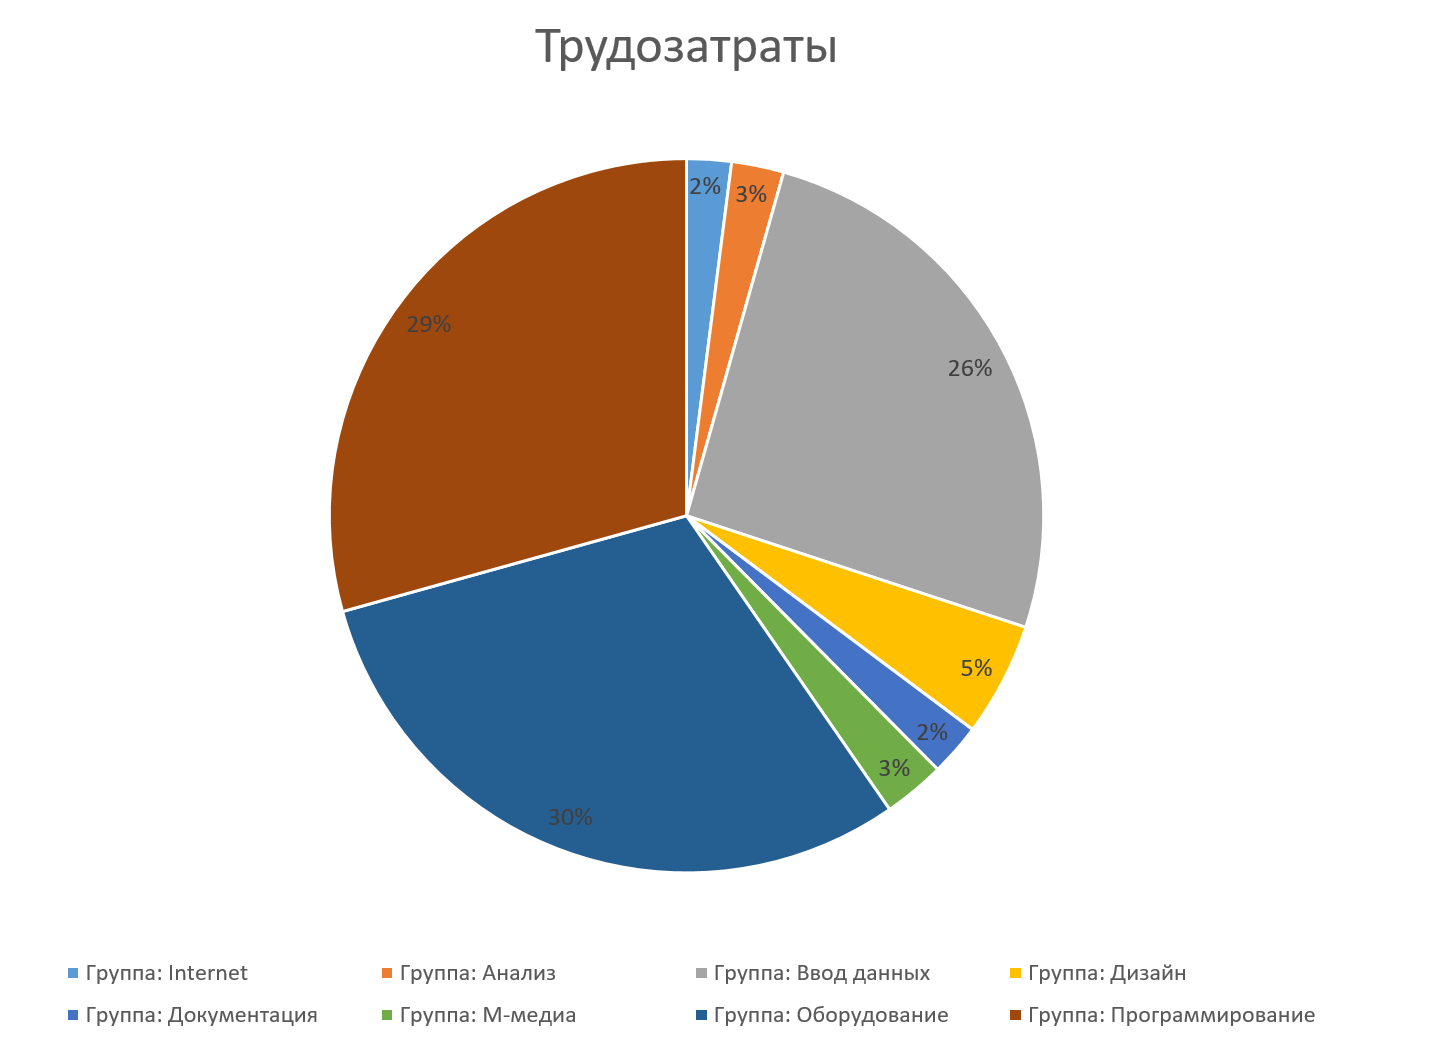 Трудозатраты
2%
3%
29%
26%
5%
2%
3%
30%
Группа: Internet
Группа: Анализ
Группа: Ввод данных
Группа: Дизайн
Группа: Документация
Группа: М-медиа
Группа: Оборудование
Группа: Программирование